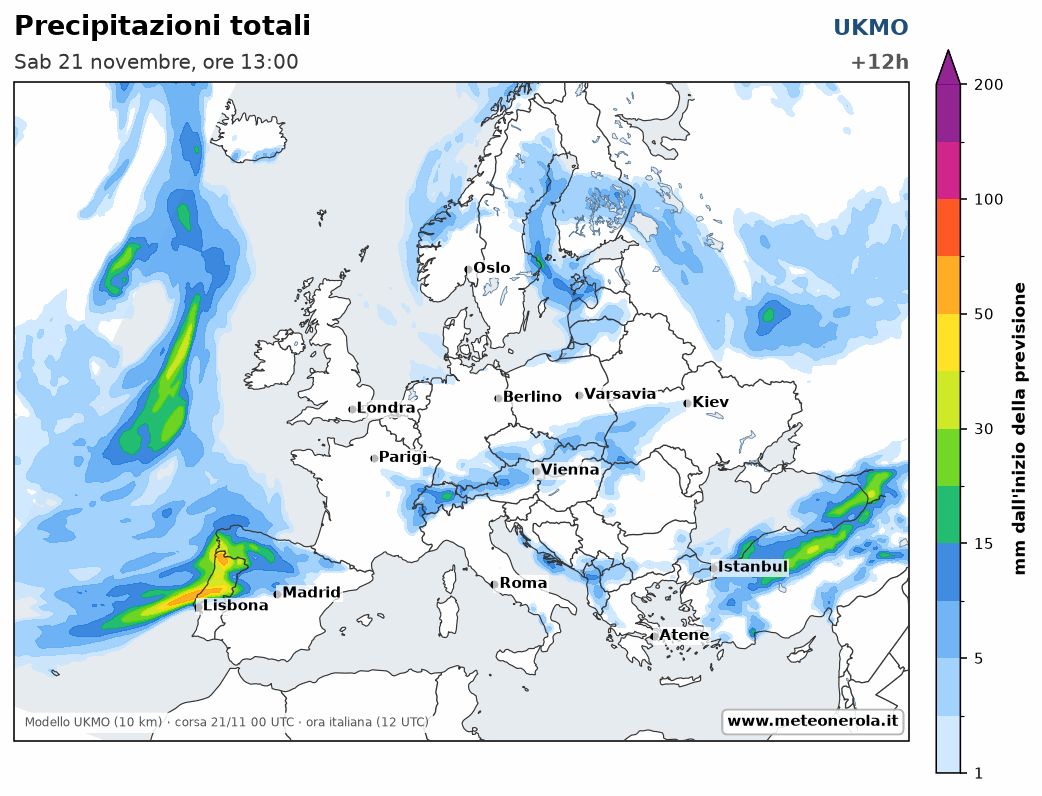 Precipitazioni totali
UKMO
Sab 21 novembre, ore 13:00
+12h
200
100
50
30
15
5
1
mm dall'inizio della previsione
Oslo
Londra
Berlino
Varsavia
Kiev
Parigi
Vienna
Istanbul
Roma
Madrid
Lisbona
Atene
Modello UKMO (10 km) · corsa 21/11 00 UTC · ora italiana (12 UTC)
www.meteonerola.it